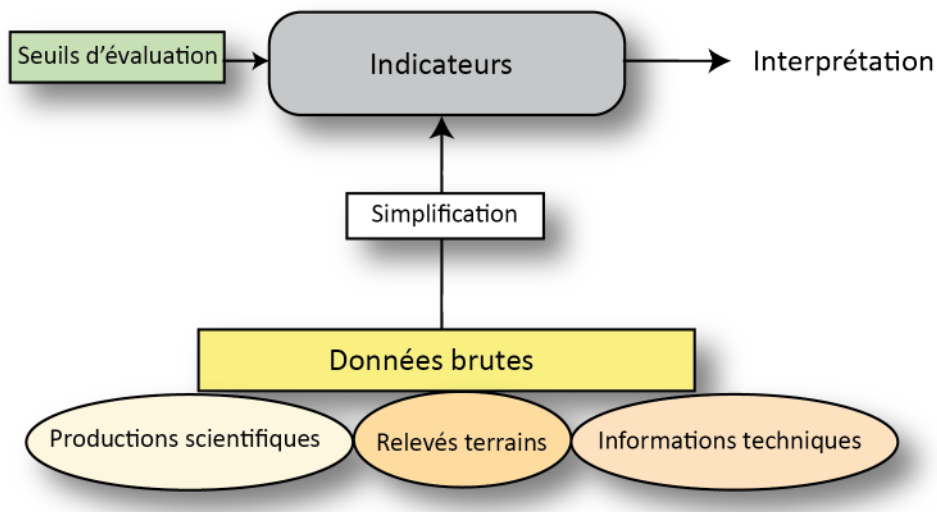 Seuils d'évaluation
Indicateurs
Interprétation
Simplification
Données brutes
Productions scientifiques
Relevés terrains
Informations techniques